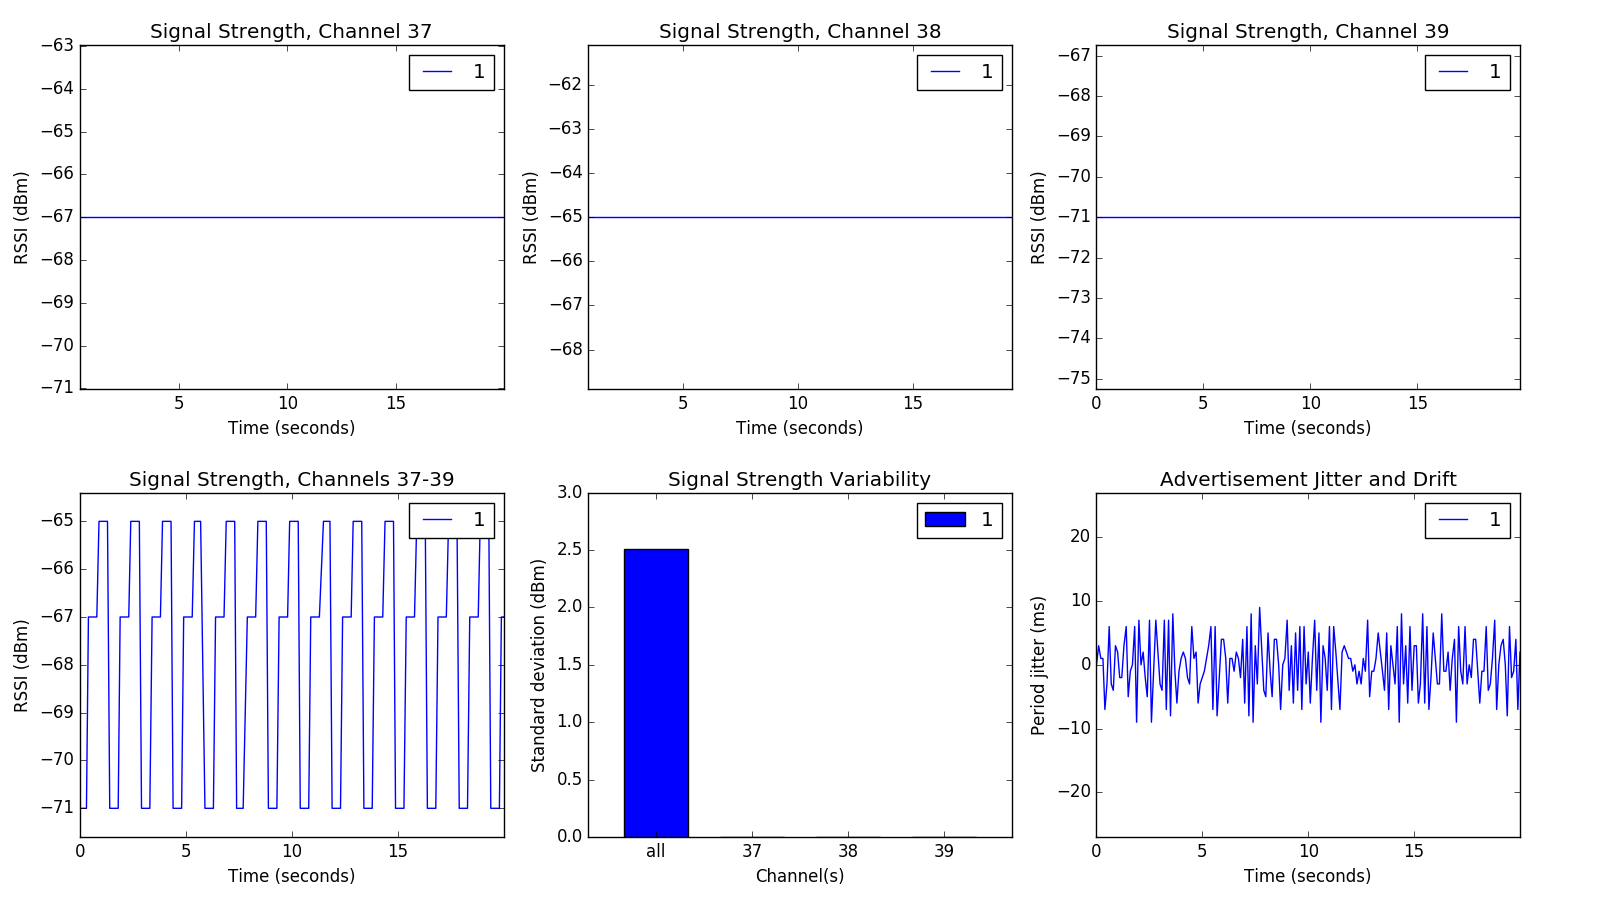 Signal Strength, Channel 37
1
−63
−64
−65
−66
−67
−68
−69
−70
−71
RSSI (dBm)
5 10 15
Time (seconds)
Signal Strength, Channel 38
1
−62
−63
−64
−65
−66
−67
−68
RSSI (dBm)
5 10 15
Time (seconds)
Signal Strength, Channel 39
1
−67
−68
−69
−70
−71
−72
−73
−74
−75
RSSI (dBm)
0 5 10 15
Time (seconds)
Signal Strength, Channels 37-39
1
−65
−66
−67
−68
−69
−70
−71
RSSI (dBm)
0 5 10 15
Time (seconds)
Signal Strength Variability
1
3.0
2.5
2.0
1.5
1.0
0.5
0.0
Standard deviation (dBm)
all 37 38 39
Channel(s)
Advertisement Jitter and Drift
1
20
10
0
−10
−20
Period jitter (ms)
0 5 10 15
Time (seconds)